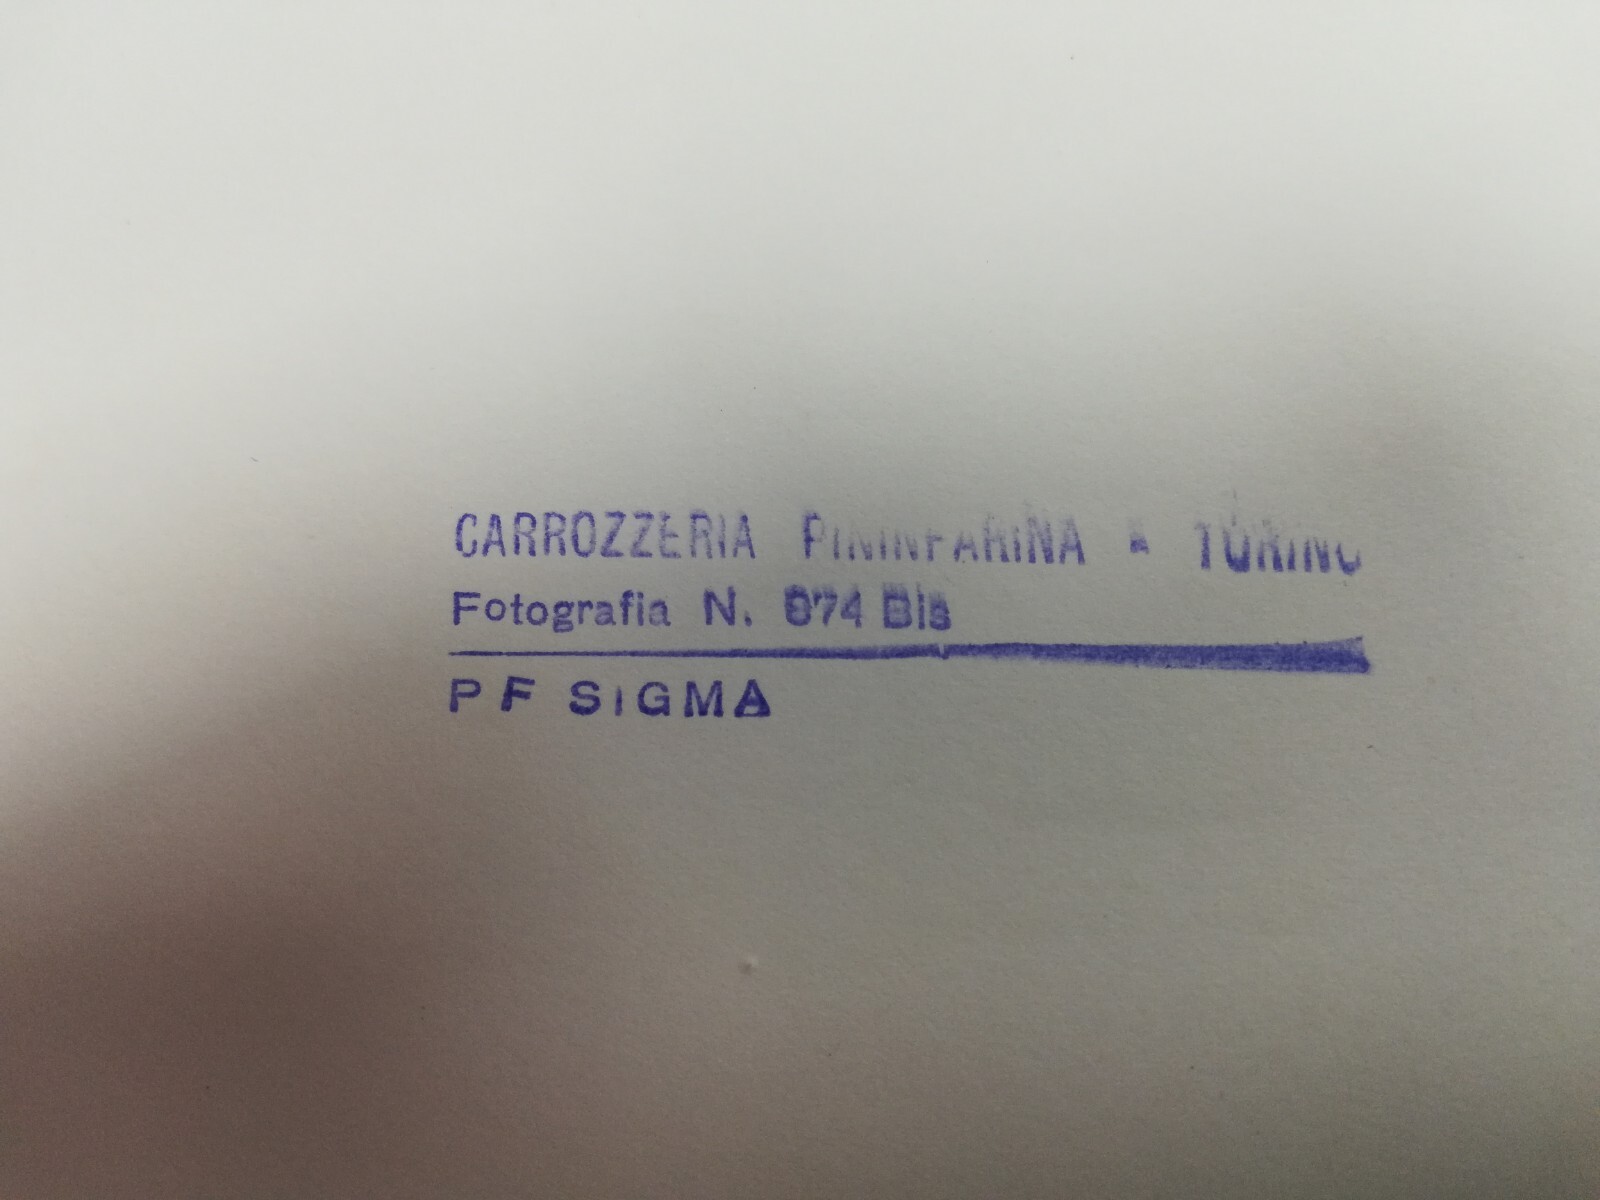 CARROZZERIA PININFARINA - TORINO
Fotografia N. 874 Bis
PF SIGMA